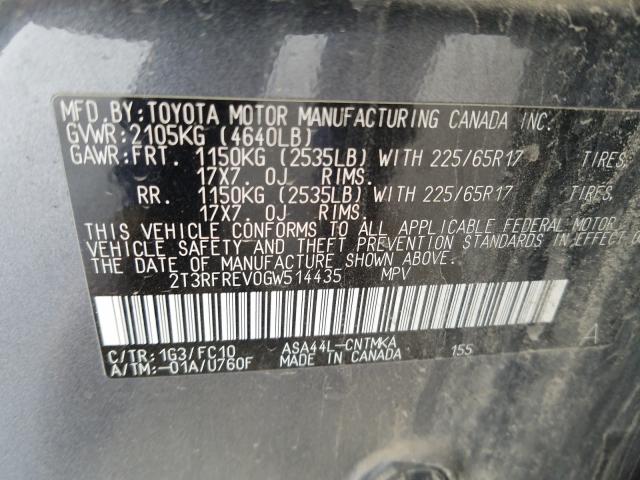 MFD. BY: TOYOTA MOTOR MANUFACTURING CANADA INC.
GVWR: 2105KG (4640LB)
GAWR: FRT. 1150KG (2535LB) WITH 225/65R17 TIRES,
17X7. 0J RIMS.
RR. 1150KG (2535LB) WITH 225/65R17 TIRES,
17X7. 0J RIMS.
THIS VEHICLE CONFORMS TO ALL APPLICABLE FEDERAL MOTOR
VEHICLE SAFETY AND THEFT PREVENTION STANDARDS IN EFFECT
THE DATE OF MANUFACTURE SHOWN ABOVE.
2T3RFREV0GW514435 MPV
C/TR: 1G3/FC10 ASA44L-CNTMKA 155 A
A/TM: -01A/U760F MADE IN CANADA